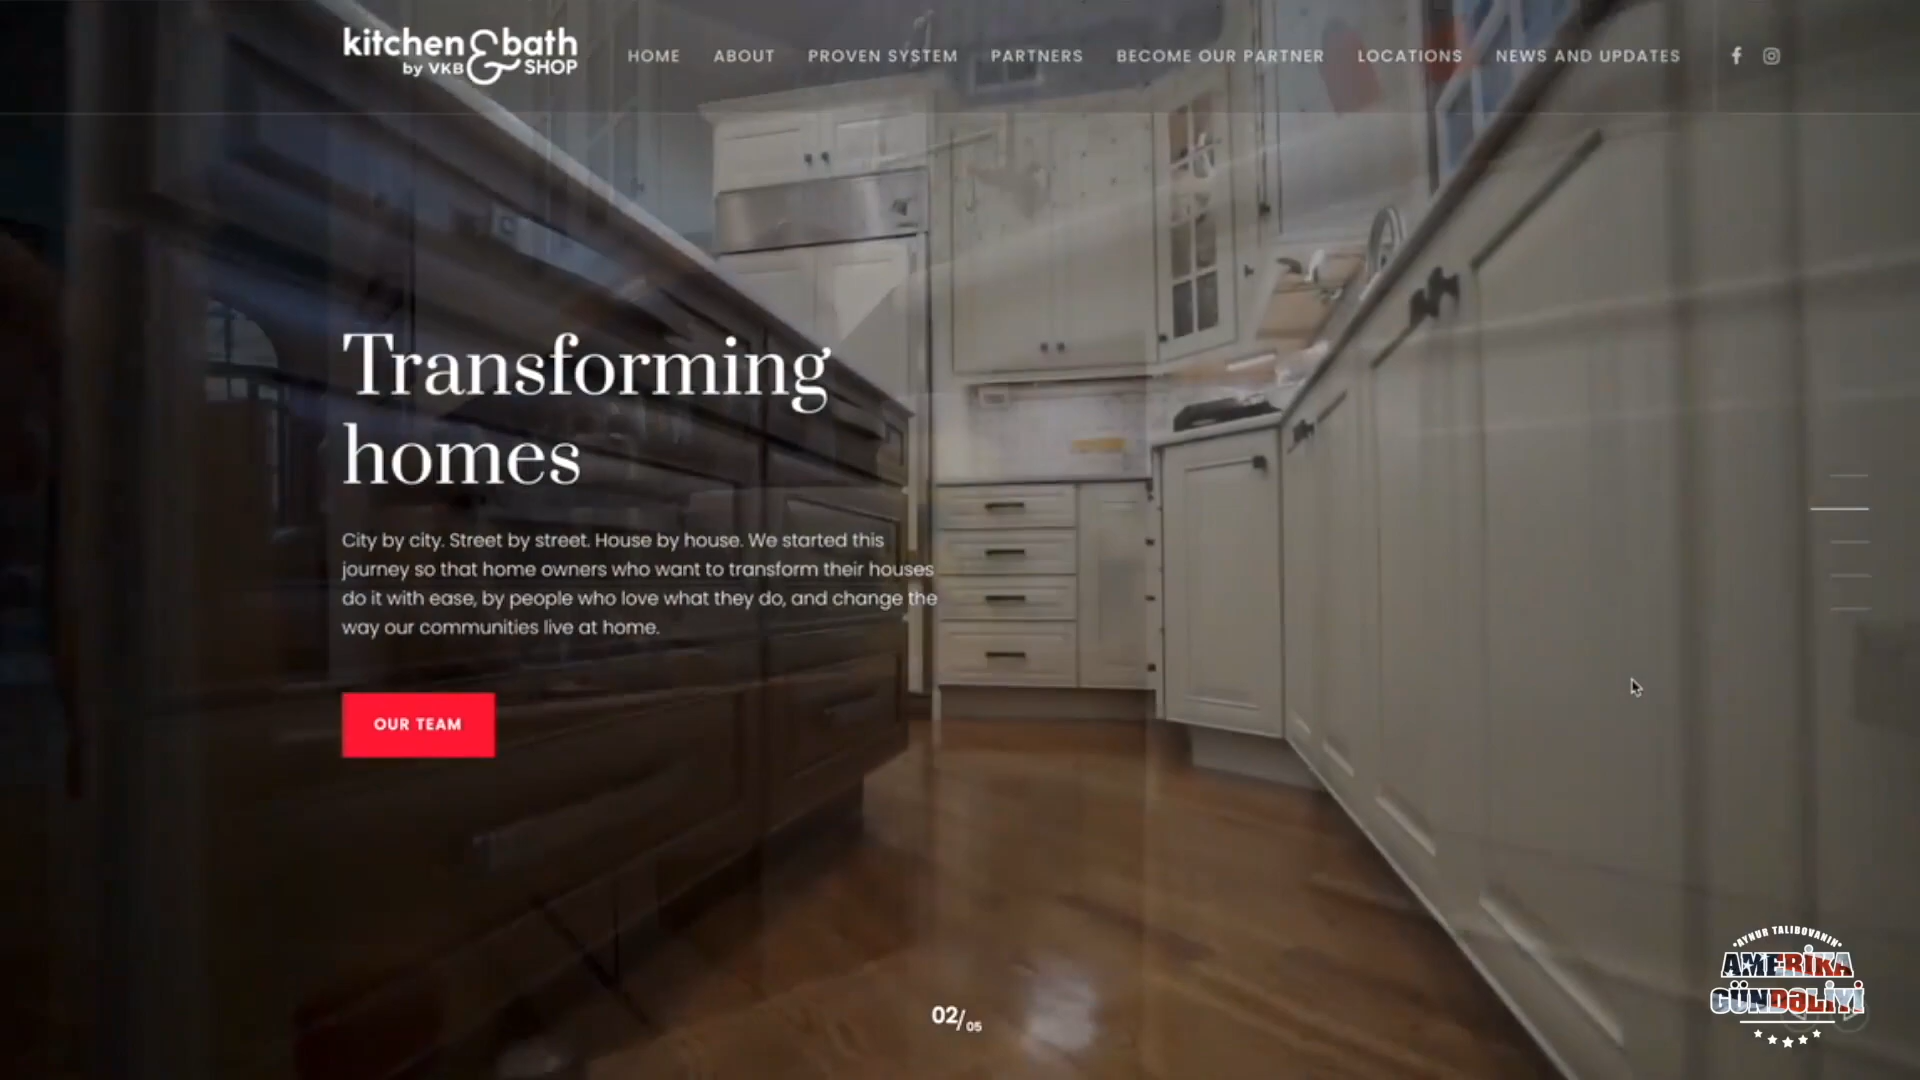 kitchen & bath
by VKB SHOP
HOME ABOUT PROVEN SYSTEM PARTNERS BECOME OUR PARTNER LOCATIONS NEWS AND UPDATES
Transforming
homes
City by city. Street by street. House by house. We started this
journey so that home owners who want to transform their houses
do it with ease, by people who love what they do, and change the
way our communities live at home.
OUR TEAM
02/05
AYNUR TALIBOVANIN
AMERİKA
GÜNDƏLİYİ